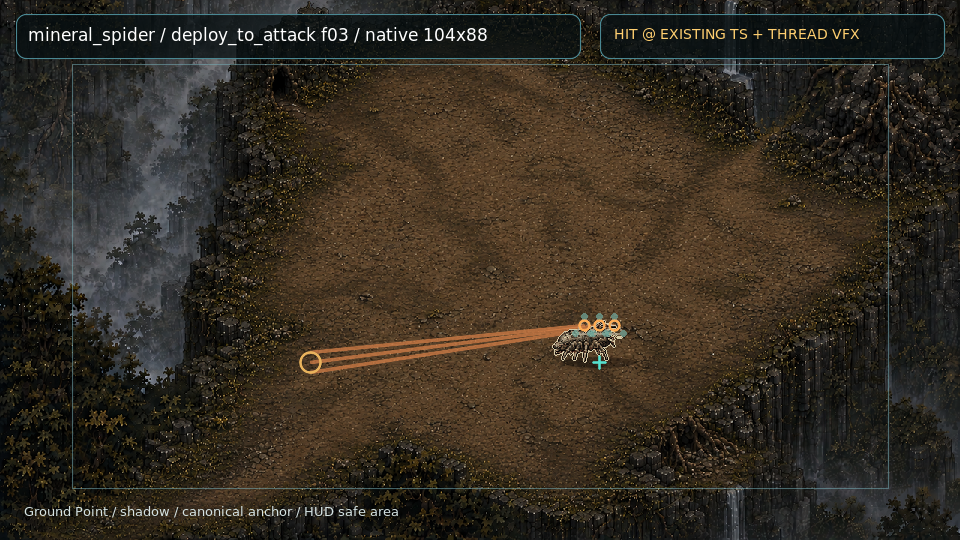 mineral_spider / deploy_to_attack f03 / native 104x88
HIT @ EXISTING TS + THREAD VFX
Ground Point / shadow / canonical anchor / HUD safe area